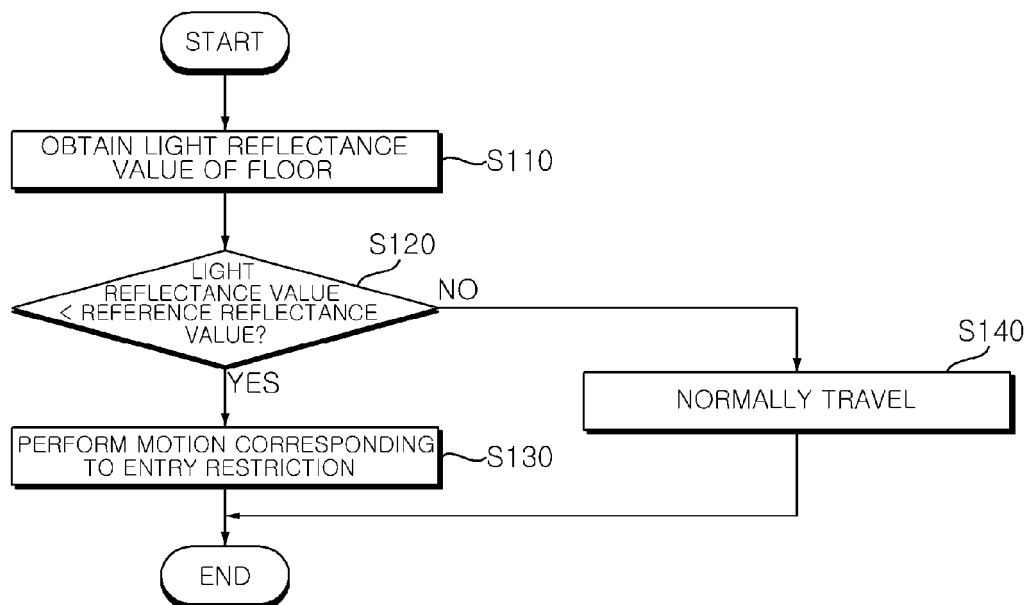 START
OBTAIN LIGHT REFLECTANCE
VALUE OF FLOOR
S110
S120
LIGHT
REFLECTANCE VALUE
< REFERENCE REFLECTANCE
VALUE?
NO
YES
S140
NORMALLY TRAVEL
PERFORM MOTION CORRESPONDING
TO ENTRY RESTRICTION
S130
END